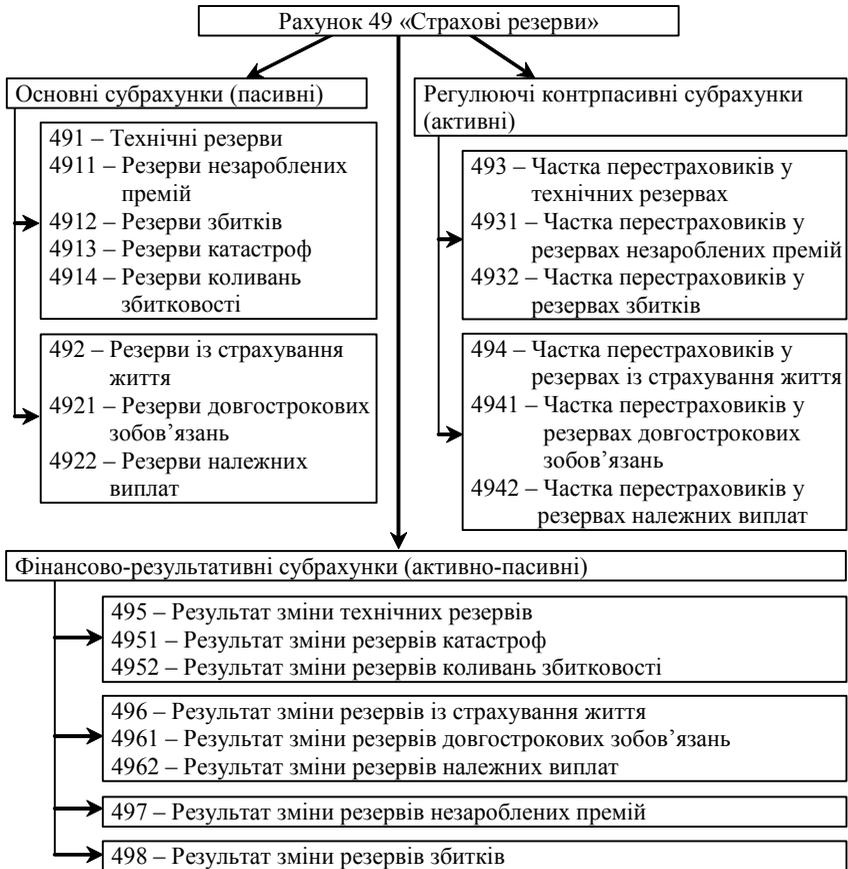 Рахунок 49 «Страхові резерви»
Основні субрахунки (пасивні)
491 – Технічні резерви
4911 – Резерви незароблених
премій
4912 – Резерви збитків
4913 – Резерви катастроф
4914 – Резерви коливань
збитковості
492 – Резерви із страхування
життя
4921 – Резерви довгострокових
зобов’язань
4922 – Резерви належних
виплат
Регулюючі контрпасивні субрахунки
(активні)
493 – Частка перестраховиків у
технічних резервах
4931 – Частка перестраховиків у
резервах незароблених премій
4932 – Частка перестраховиків у
резервах збитків
494 – Частка перестраховиків у
резервах із страхування життя
4941 – Частка перестраховиків у
резервах довгострокових
зобов’язань
4942 – Частка перестраховиків у
резервах належних виплат
Фінансово-результативні субрахунки (активно-пасивні)
495 – Результат зміни технічних резервів
4951 – Результат зміни резервів катастроф
4952 – Результат зміни резервів коливань збитковості
496 – Результат зміни резервів із страхування життя
4961 – Результат зміни резервів довгострокових зобов’язань
4962 – Результат зміни резервів належних виплат
497 – Результат зміни резервів незароблених премій
498 – Результат зміни резервів збитків